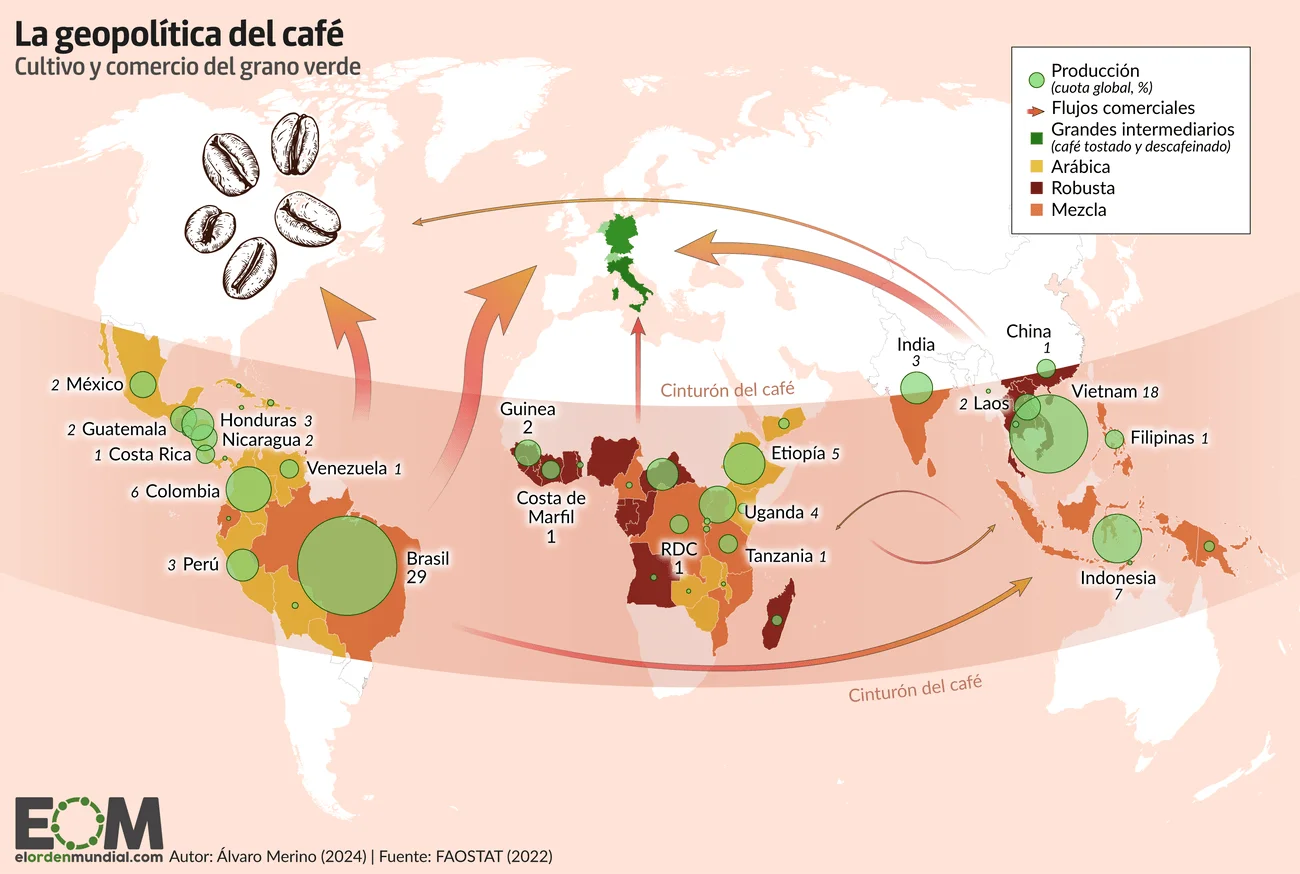 La geopolítica del café
Cultivo y comercio del grano verde
Producción
(cuota global, %)
Flujos comerciales
Grandes intermediarios
(café tostado y descafeinado)
Arábica
Robusta
Mezcla
Cinturón del café
2 México
2 Guatemala
Honduras 3
Nicaragua 2
1 Costa Rica
Venezuela 1
6 Colombia
3 Perú
Brasil
29
Guinea
2
Costa de
Marfil
1
Etiopía 5
Uganda 4
RDC
1
Tanzania 1
India
3
China
1
2 Laos
Vietnam 18
Filipinas 1
Indonesia
7
Cinturón del café
EOM
elordenmundial.com Autor: Álvaro Merino (2024) | Fuente: FAOSTAT (2022)